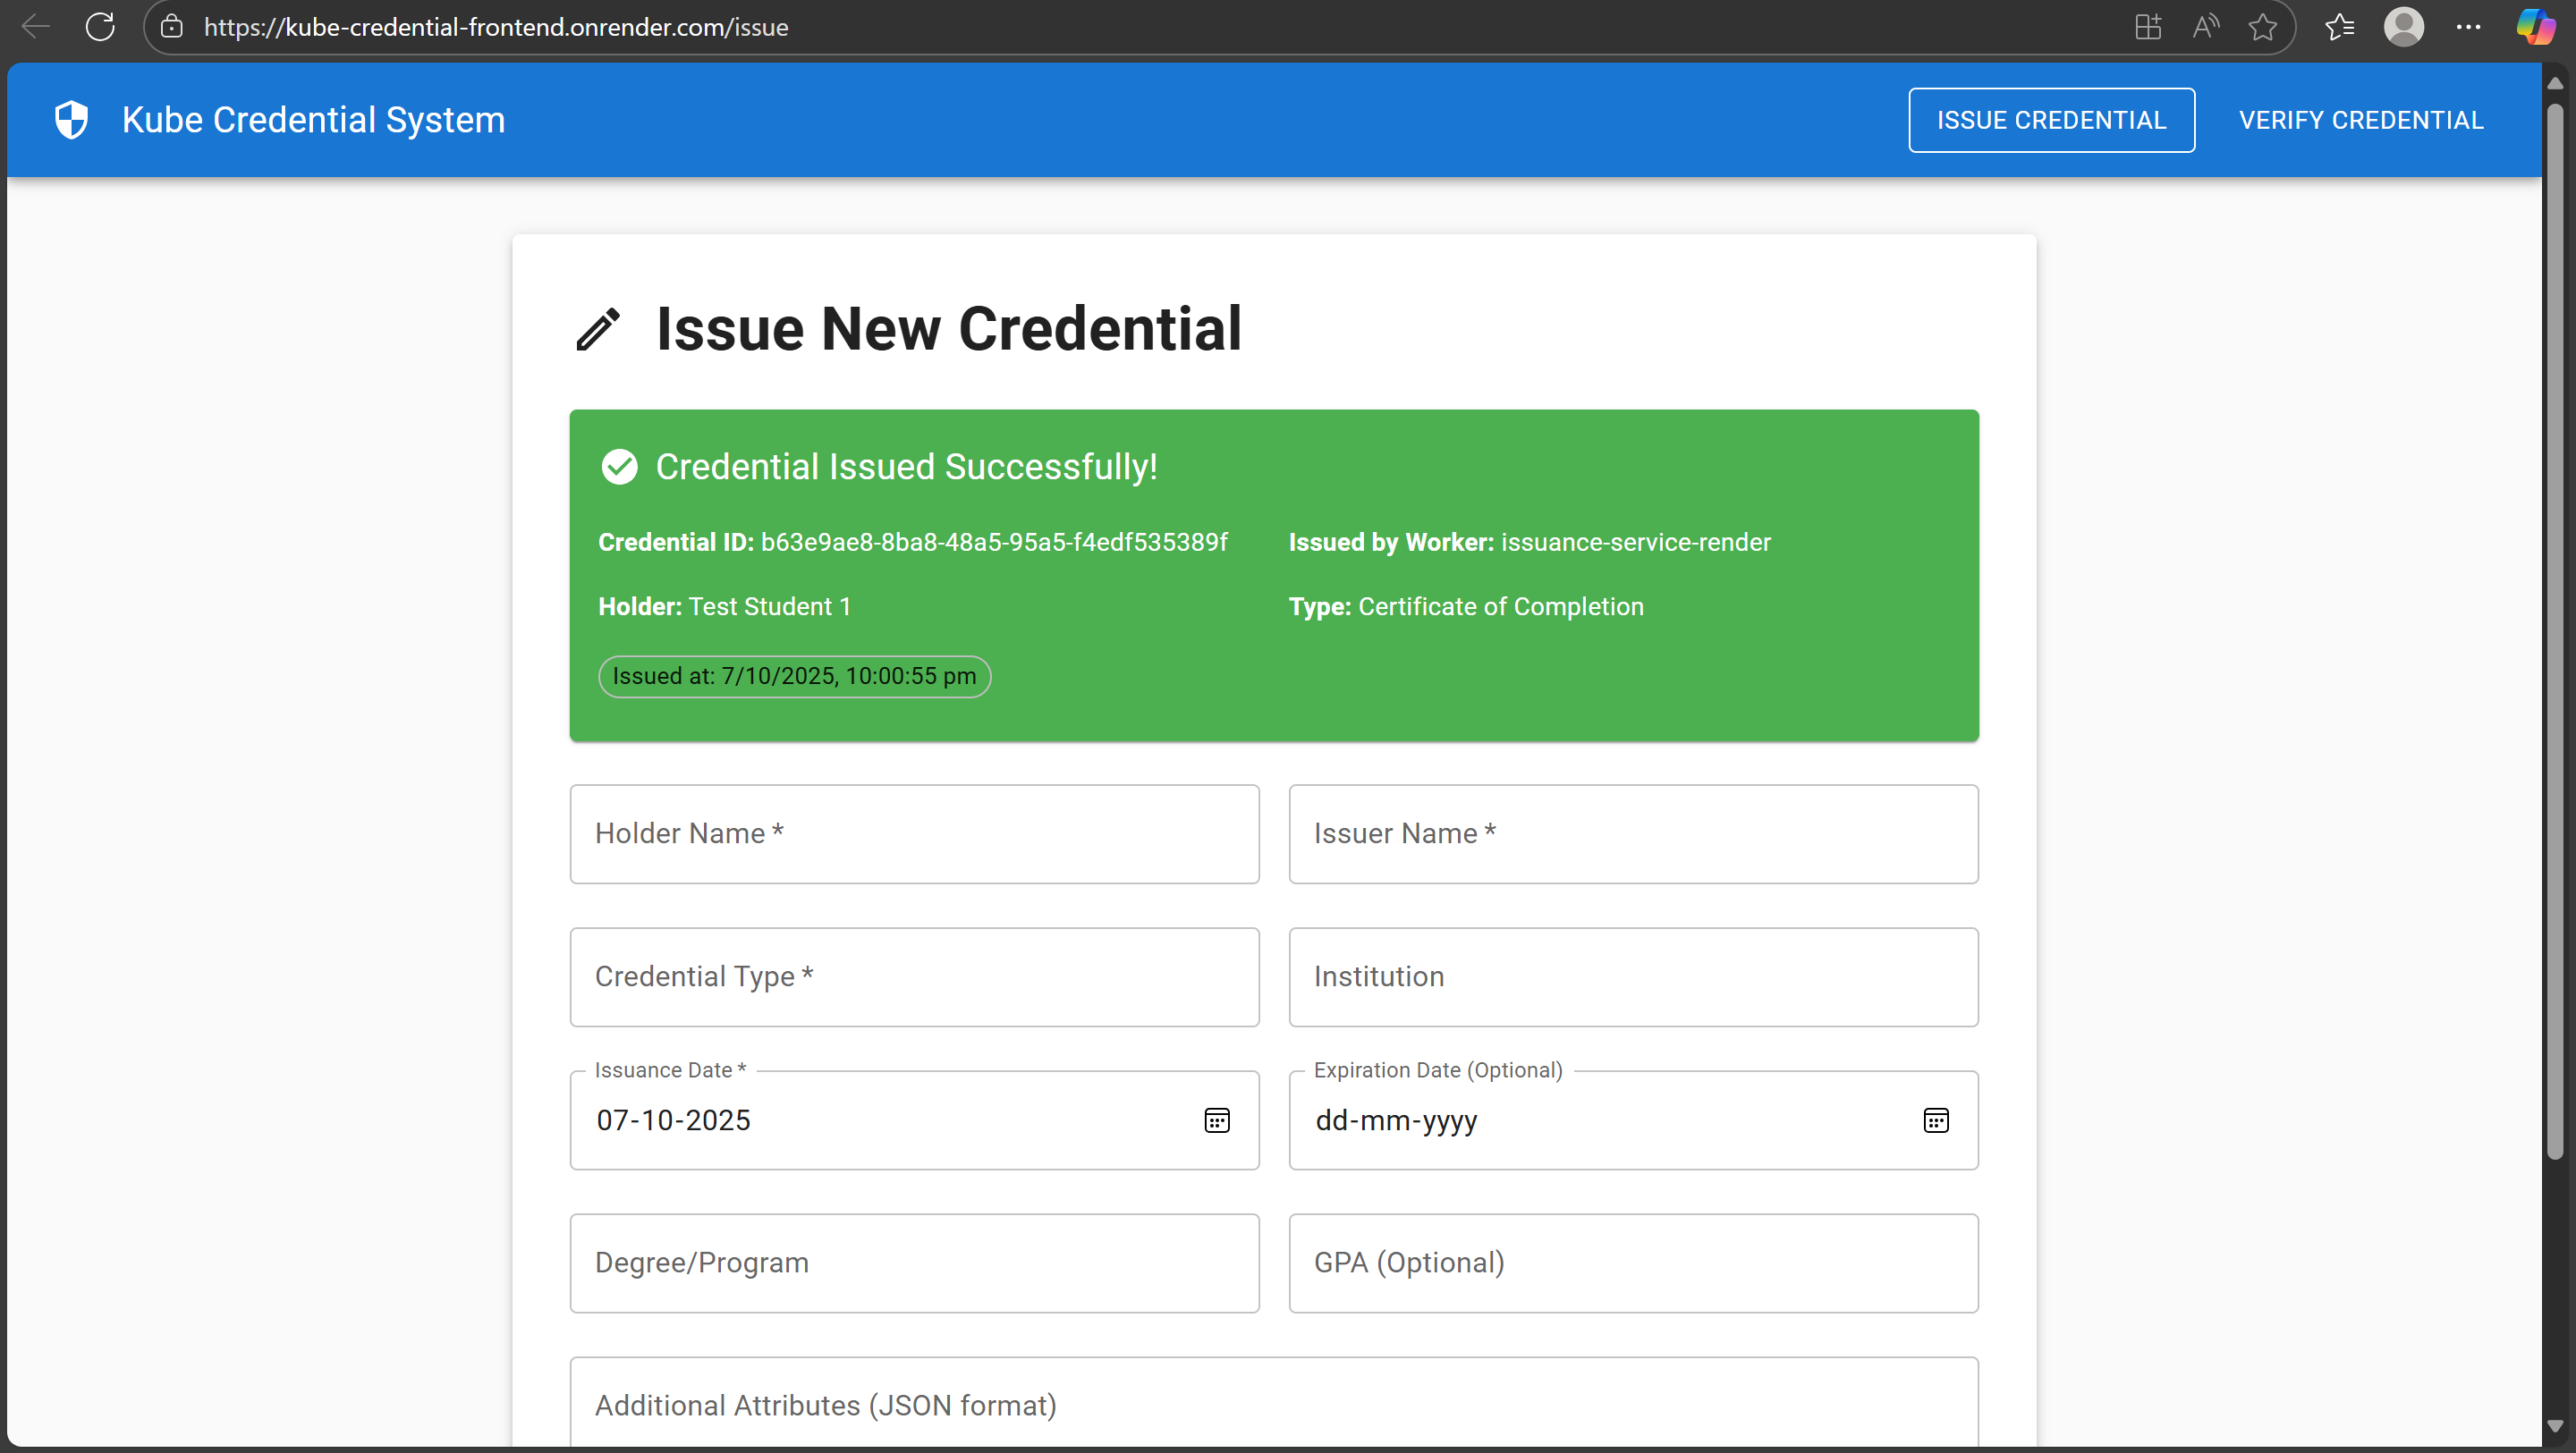 https://kube-credential-frontend.onrender.com/issue
Kube Credential System
ISSUE CREDENTIAL
VERIFY CREDENTIAL
Issue New Credential
Credential Issued Successfully!
Credential ID: b63e9ae8-8ba8-48a5-95a5-f4edf535389f
Issued by Worker: issuance-service-render
Holder: Test Student 1
Type: Certificate of Completion
Issued at: 7/10/2025, 10:00:55 pm
Holder Name *
Issuer Name *
Credential Type *
Institution
Issuance Date *
Expiration Date (Optional)
07-10-2025
dd-mm-yyyy
Degree/Program
GPA (Optional)
Additional Attributes (JSON format)